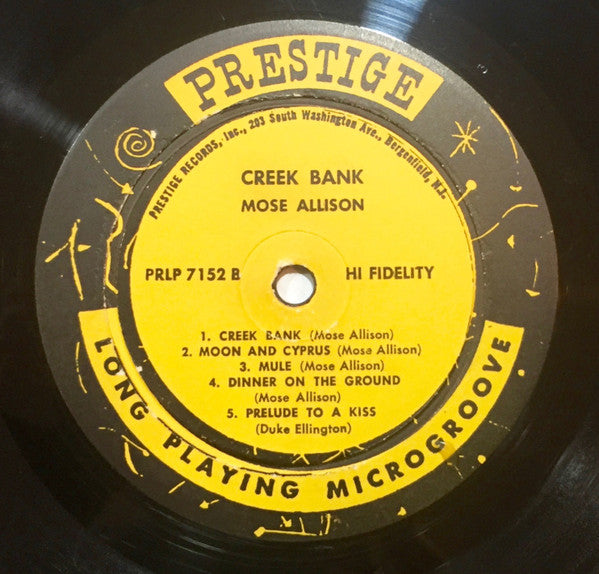 PRESTIGE
PRESTIGE RECORDS, Inc., 203 South Washington Ave., Bergenfield, N.J.
CREEK BANK
MOSE ALLISON
PRLP 7152 B HI FIDELITY
1. CREEK BANK (Mose Allison)
2. MOON AND CYPRUS (Mose Allison)
3. MULE (Mose Allison)
4. DINNER ON THE GROUND
(Mose Allison)
5. PRELUDE TO A KISS
(Duke Ellington)
LONG PLAYING MICROGROOVE